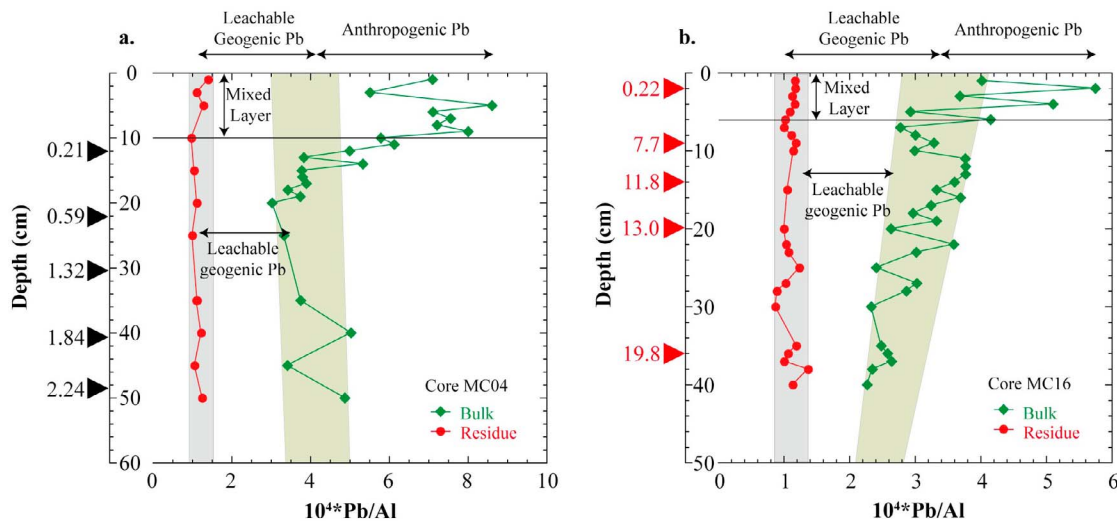 a.
Leachable
Geogenic Pb
Anthropogenic Pb
Mixed
Layer
Leachable
geogenic Pb
Core MC04
Bulk
Residue
Depth (cm)
0
10
20
30
40
50
60
0.21
0.59
1.32
1.84
2.24
0
2
4
6
8
10
10⁴*Pb/Al
b.
Leachable
Geogenic Pb
Anthropogenic Pb
Mixed
Layer
Leachable
geogenic Pb
Core MC16
Bulk
Residue
Depth (cm)
0
10
20
30
40
50
0.22
7.7
11.8
13.0
19.8
0
1
2
3
4
5
6
10⁴*Pb/Al